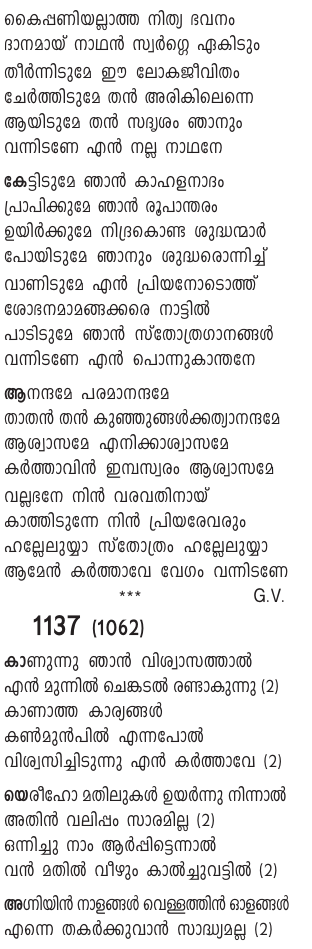 കൈപ്പണിയല്ലാത്ത നിത്യ ഭവനം
ദാനമായ് നാഥൻ സ്വർഗ്ഗെ ഏകിടും
തീർന്നിടുമേ ഈ ലോകജീവിതം
ചേർത്തിടുമേ തൻ അരികിലെന്നെ
ആയിടുമേ തൻ സദൃശം ഞാനും
വന്നിടണേ എൻ നല്ല നാഥനേ
കേട്ടിടുമേ ഞാൻ കാഹളനാദം
പ്രാപിക്കുമേ ഞാൻ രൂപാന്തരം
ഉയിർക്കുമേ നിദ്രകൊണ്ട ശുദ്ധന്മാർ
പോയിടുമേ ഞാനും ശുദ്ധരൊന്നിച്ച്
വാണിടുമേ എൻ പ്രിയനോടൊത്ത്
ശോഭനമാമങ്ങക്കരെ നാട്ടിൽ
പാടിടുമേ ഞാൻ സ്തോത്രഗാനങ്ങൾ
വന്നിടണേ എൻ പൊന്നുകാന്തനേ
ആനന്ദമേ പരമാനന്ദമേ
താതൻ തൻ കുഞ്ഞുങ്ങൾക്കത്യാനന്ദമേ
ആശ്വാസമേ എനിക്കാശ്വാസമേ
കർത്താവിൻ ഇമ്പസ്വരം ആശ്വാസമേ
വല്ലഭനേ നിൻ വരവതിനായ്
കാത്തിടുന്നേ നിൻ പ്രിയരേവരും
ഹല്ലേലുയ്യാ സ്തോത്രം ഹല്ലേലുയ്യാ
ആമേൻ കർത്താവേ വേഗം വന്നിടണേ
*** G.V.
1137 (1062)
കാണുന്നു ഞാൻ വിശ്വാസത്താൽ
എൻ മുന്നിൽ ചെങ്കടൽ രണ്ടാകുന്നു (2)
കാണാത്ത കാര്യങ്ങൾ
കൺമുൻപിൽ എന്നപോൽ
വിശ്വസിച്ചിടുന്നു എൻ കർത്താവേ (2)
യെരീഹോ മതിലുകൾ ഉയർന്നു നിന്നാൽ
അതിൻ വലിപ്പം സാരമില്ല (2)
ഒന്നിച്ചു നാം ആർപ്പിട്ടെന്നാൽ
വൻ മതിൽ വീഴും കാൽച്ചുവട്ടിൽ (2)
അഗ്നിയിൻ നാളങ്ങൾ വെള്ളത്തിൻ ഓളങ്ങൾ
എന്നെ തകർക്കുവാൻ സാദ്ധ്യമല്ല (2)